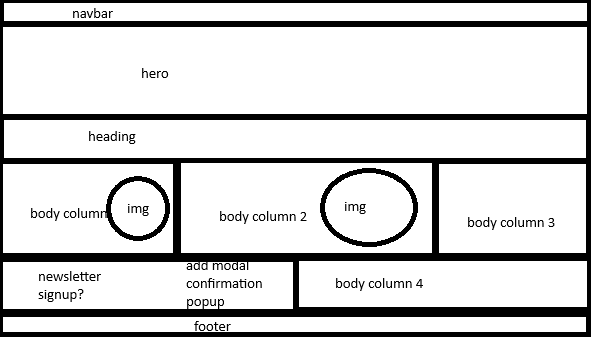 navbar
hero
heading
body column
img
body column 2
img
body column 3
newsletter
signup?
add modal
confirmation
popup
body column 4
footer